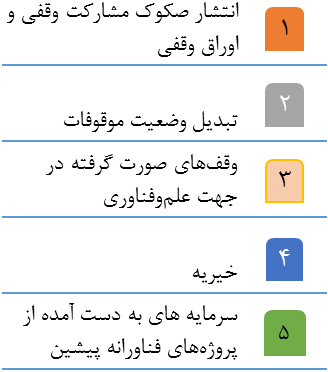 ۱
انتشار صکوک مشارکت وقفی و
اوراق وقفی
۲
تبدیل وضعیت موقوفات
۳
وقف‌های صورت گرفته در
جهت علم‌وفناوری
۴
خیریه
۵
سرمایه های به دست آمده از
پروژه‌های فناورانه پیشین